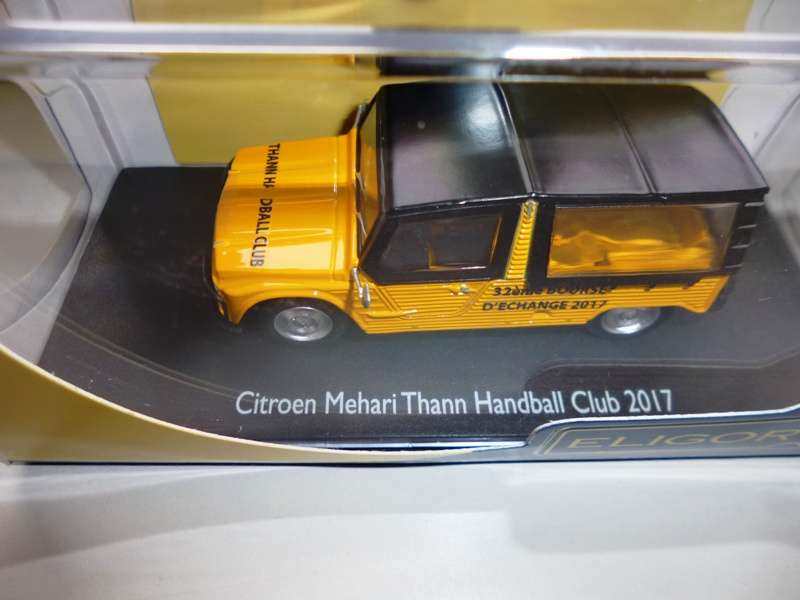 THANN HA
DBALL CLUB
32ème BOURSE
D'ECHANGE 2017
Citroen Mehari Thann Handball Club 2017
ELIGOR